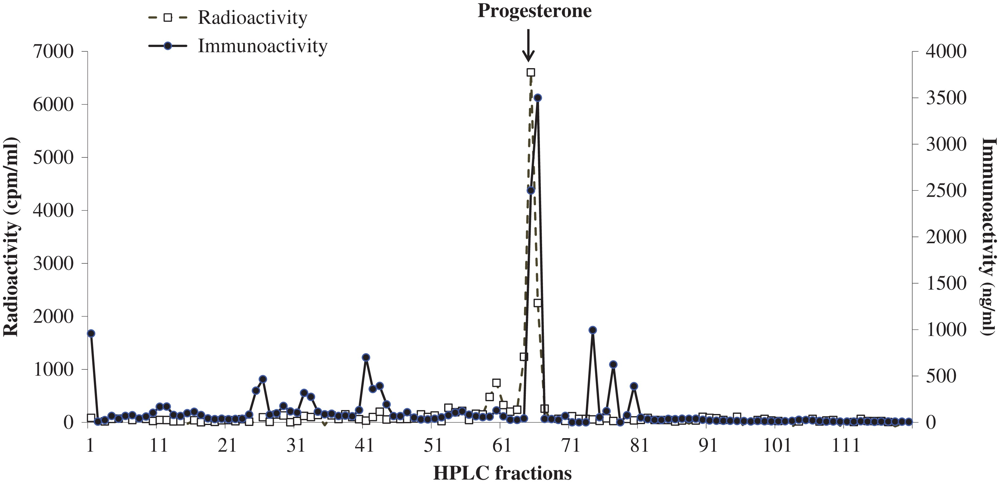 Radioactivity
Immunoactivity
Progesterone
7000
6000
5000
4000
3000
2000
1000
0
Radioactivity (cpm/ml)
4000
3500
3000
2500
2000
1500
1000
500
0
Immunoactivity (ng/ml)
1 11 21 31 41 51 61 71 81 91 101 111
HPLC fractions